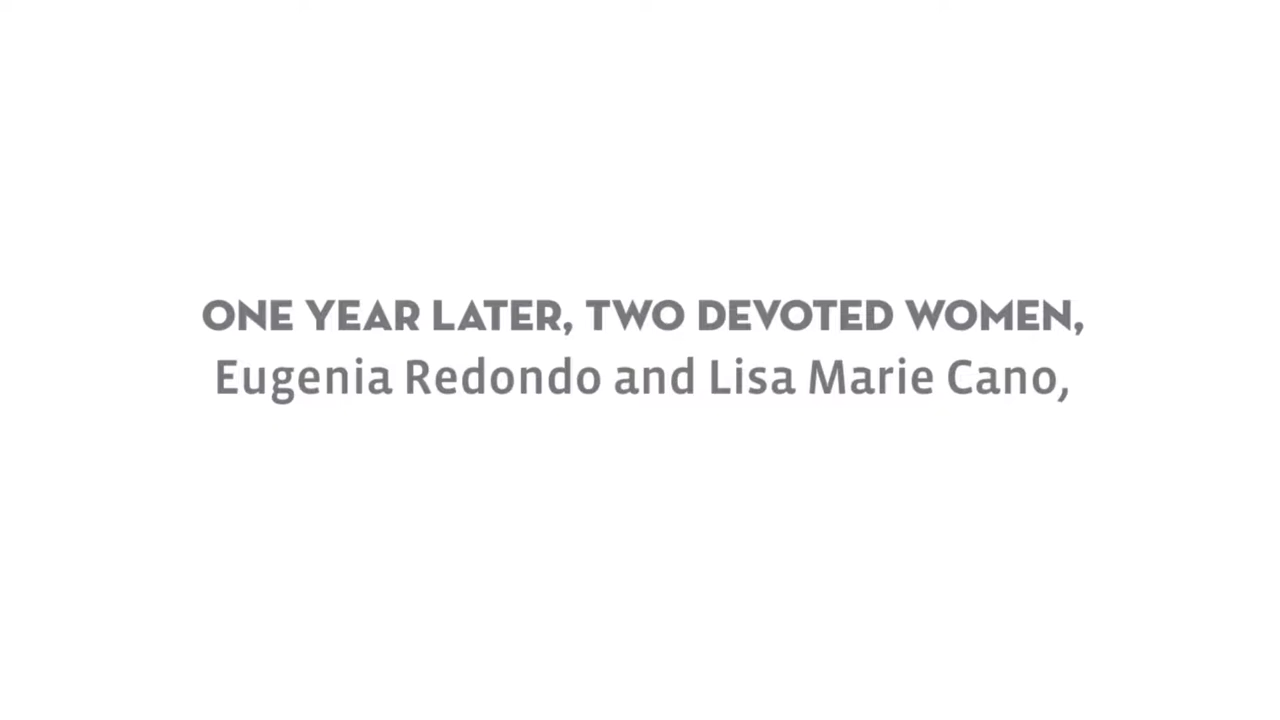 ONE YEAR LATER, TWO DEVOTED WOMEN,
Eugenia Redondo and Lisa Marie Cano,